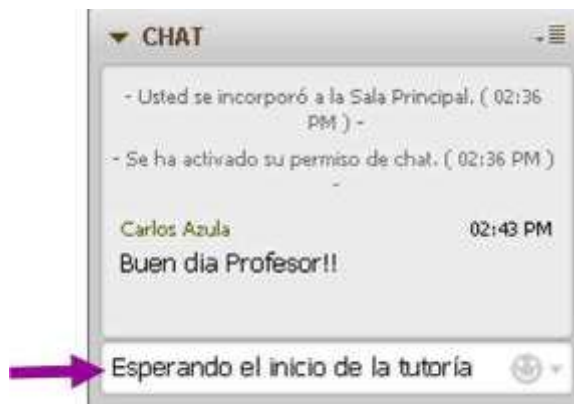 CHAT
- Usted se incorporó a la Sala Principal. ( 02:36
PM ) -
- Se ha activado su permiso de chat. ( 02:36 PM )
-
Carlos Azula 02:43 PM
Buen dia Profesor!!
Esperando el inicio de la tutoría